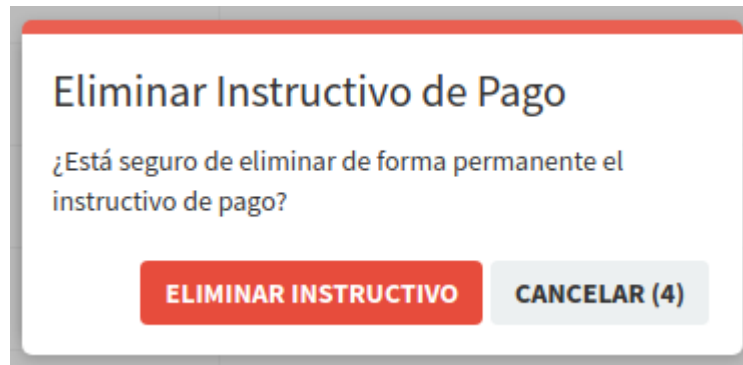 Eliminar Instructivo de Pago
¿Está seguro de eliminar de forma permanente el
instructivo de pago?
ELIMINAR INSTRUCTIVO CANCELAR (4)